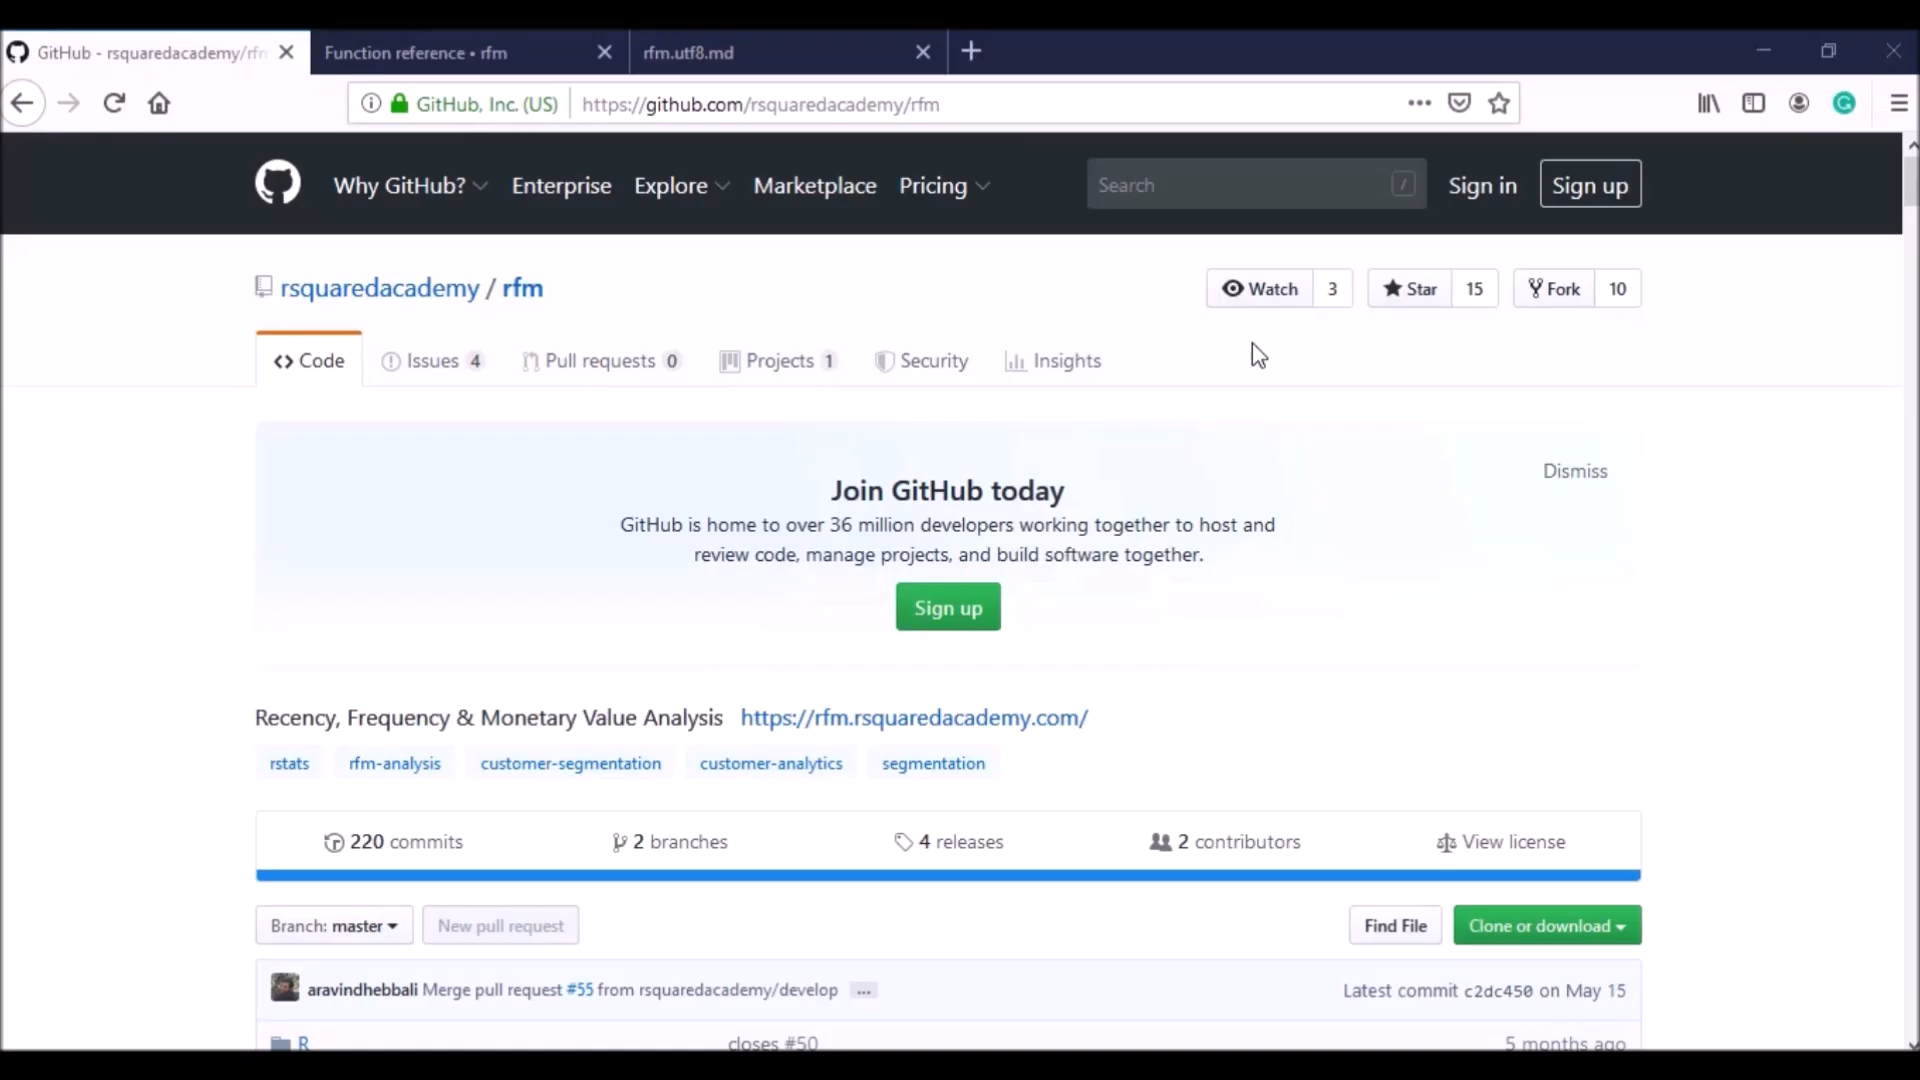 GitHub - rsquaredacademy/rfm
Function reference • rfm
rfm.utf8.md
GitHub, Inc. (US)
https://github.com/rsquaredacademy/rfm
Why GitHub?
Enterprise
Explore
Marketplace
Pricing
Search
/
Sign in
Sign up
rsquaredacademy / rfm
Watch 3
Star 15
Fork 10
Code
Issues 4
Pull requests 0
Projects 1
Security
Insights
Join GitHub today
Dismiss
GitHub is home to over 36 million developers working together to host and
review code, manage projects, and build software together.
Sign up
Recency, Frequency & Monetary Value Analysis https://rfm.rsquaredacademy.com/
rstats rfm-analysis customer-segmentation customer-analytics segmentation
220 commits
2 branches
4 releases
2 contributors
View license
Branch: master
New pull request
Find File
Clone or download
aravindhebbali Merge pull request #55 from rsquaredacademy/develop ...
Latest commit c2dc450 on May 15
R
closes #50
5 months ago